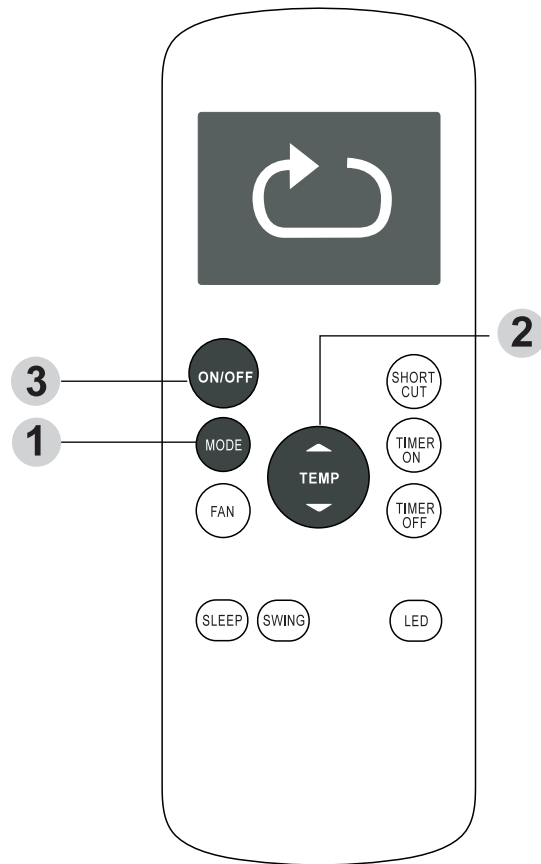 2
3
ON/OFF
SHORT
CUT
1
MODE
TEMP
TIMER
ON
FAN
TIMER
OFF
SLEEP
SWING
LED